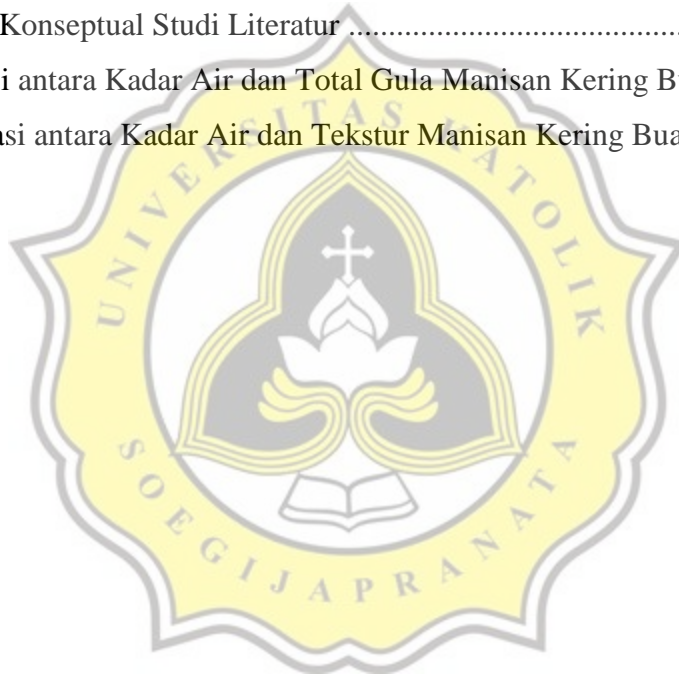 Konseptual Studi Literatur ......................................
i antara Kadar Air dan Total Gula Manisan Kering B
asi antara Kadar Air dan Tekstur Manisan Kering Bua
UNIVERSITAS KATOLIK
SOEGIJAPRANATA